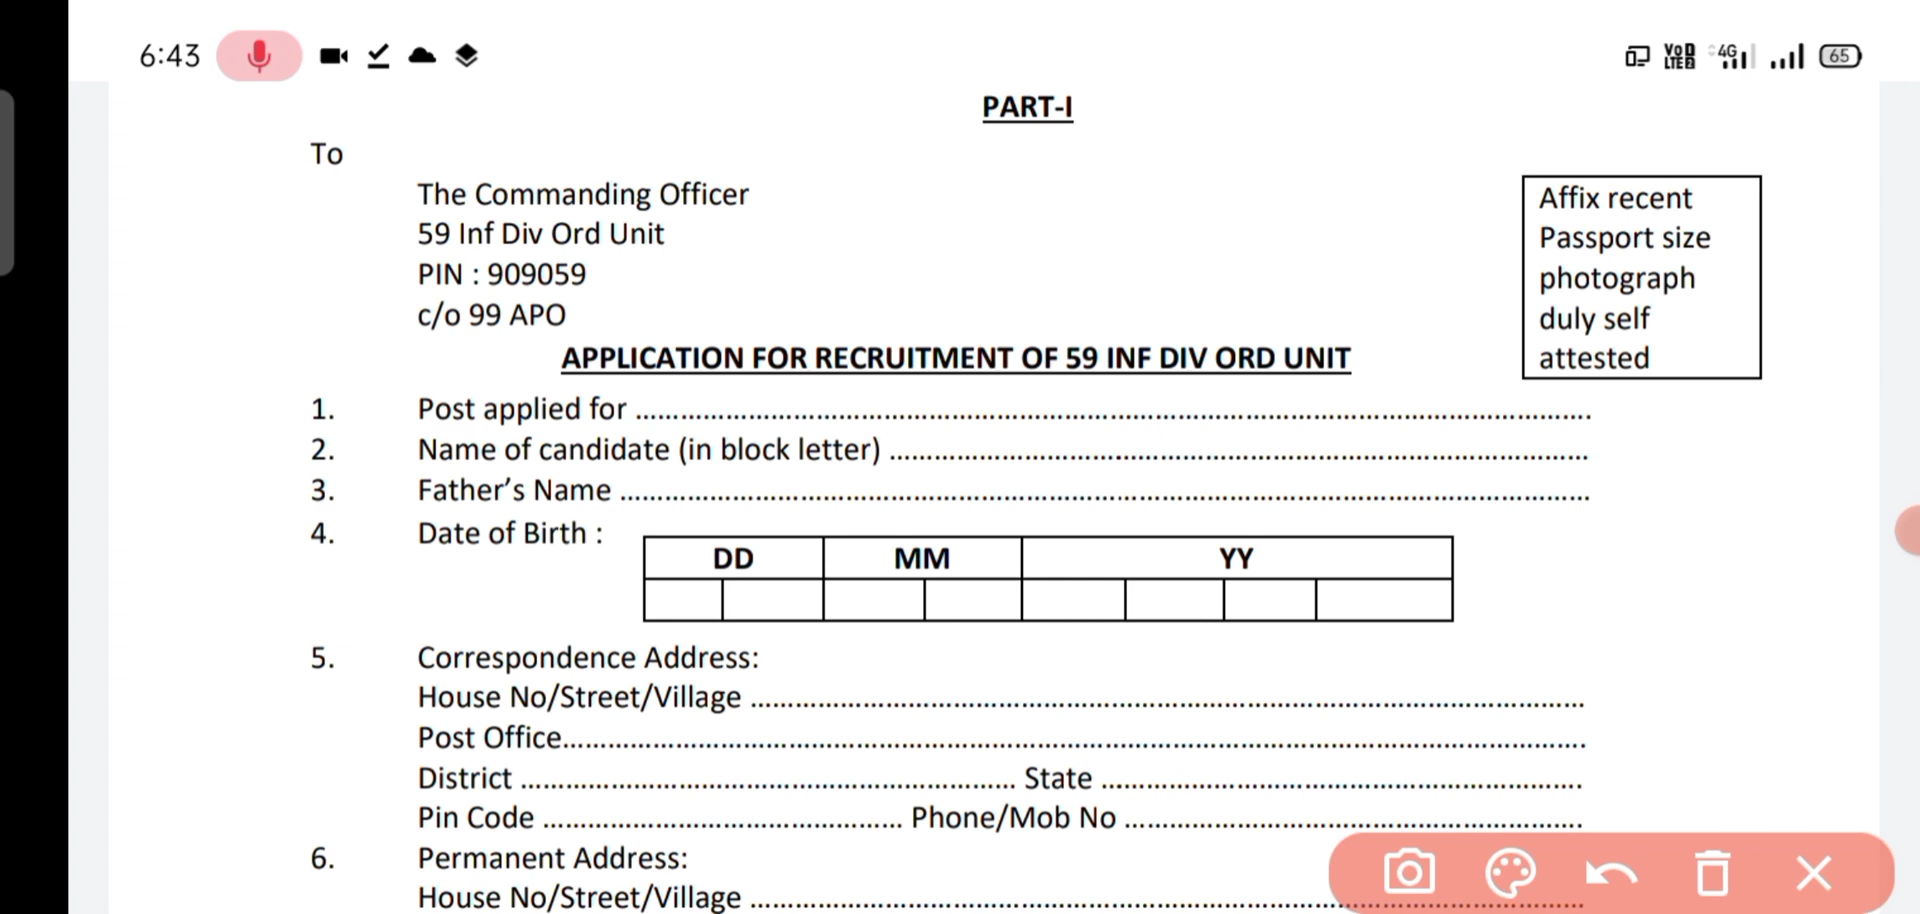 6:43
VoD LTE2 4G 65
PART-I
To
The Commanding Officer
59 Inf Div Ord Unit
PIN : 909059
c/o 99 APO
Affix recent
Passport size
photograph
duly self
attested
APPLICATION FOR RECRUITMENT OF 59 INF DIV ORD UNIT
1. Post applied for ....................................................................................................
2. Name of candidate (in block letter) ....................................................................................
3. Father’s Name ....................................................................................................
4. Date of Birth :
DD MM YY
5. Correspondence Address:
House No/Street/Village ....................................................................................
Post Office....................................................................................................
District .................................................... State ....................................................
Pin Code ........................................ Phone/Mob No ................................................
6. Permanent Address:
House No/Street/Village ....................................................................................